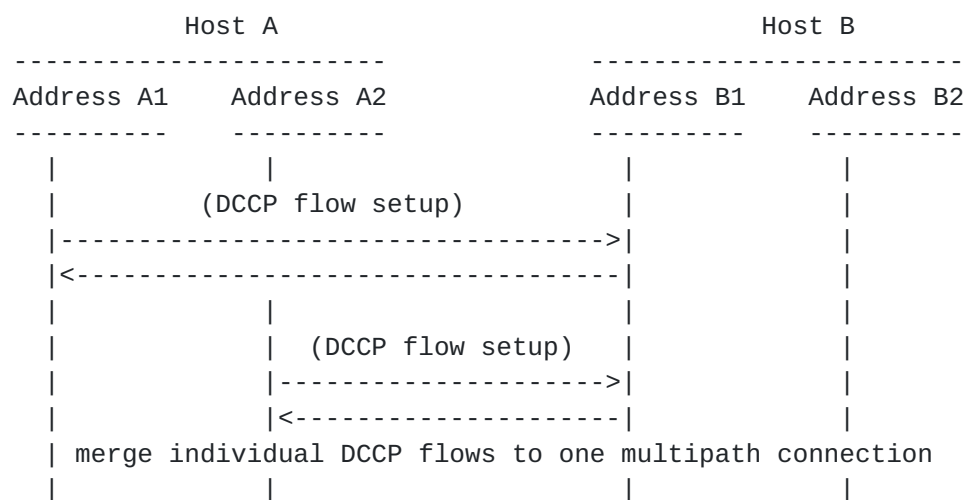 Host A Host B
------------------------ ------------------------
Address A1 Address A2 Address B1 Address B2
---------- ---------- ---------- ----------
| | | |
| (DCCP flow setup) | |
|----------------------------------->| |
|<-----------------------------------| |
| | | |
| | (DCCP flow setup) | |
| |--------------------->| |
| |<---------------------| |
| merge individual DCCP flows to one multipath connection
| | | |